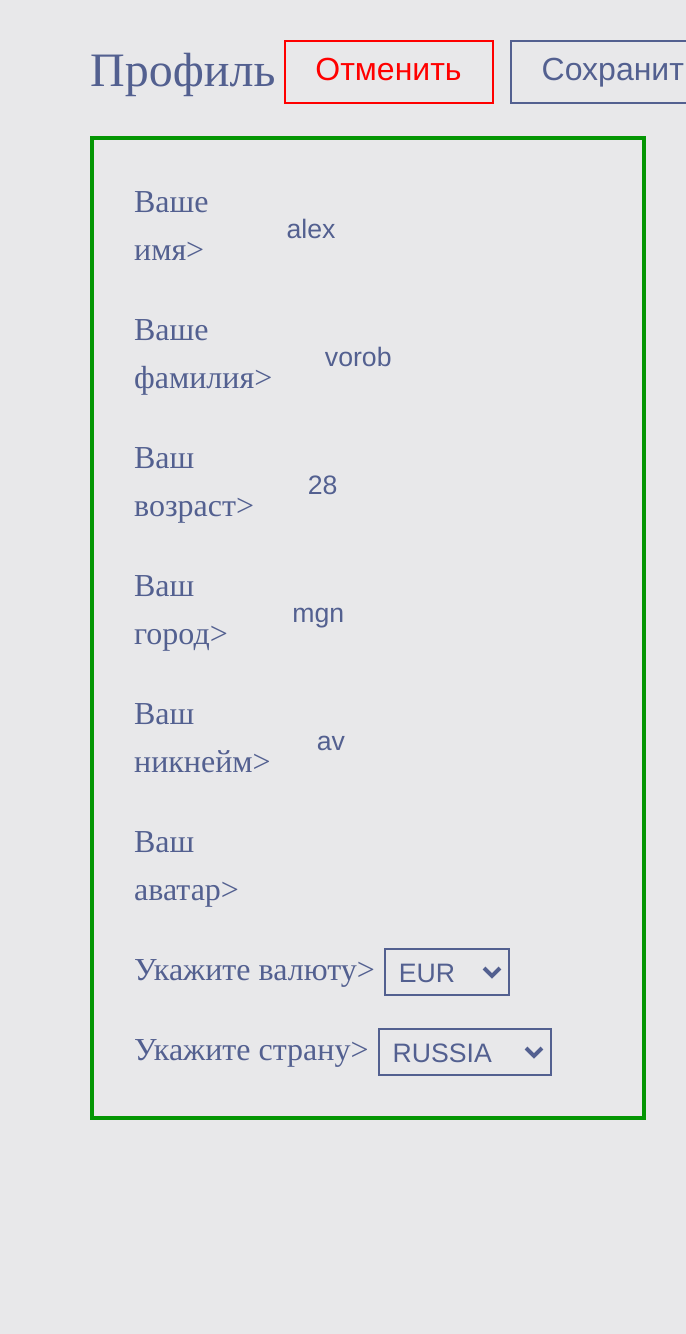 Профиль Отменить Сохранит
Ваше
имя> alex
Ваше
фамилия> vorob
Ваш
возраст> 28
Ваш
город> mgn
Ваш
никнейм> av
Ваш
аватар>
Укажите валюту> EUR
Укажите страну> RUSSIA